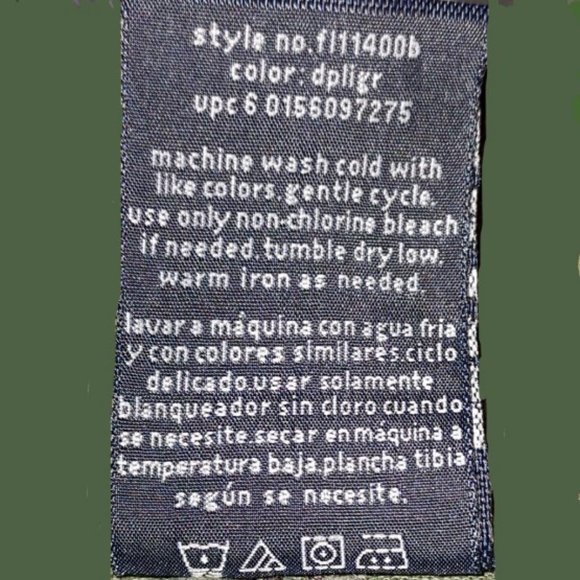 style no.fl11400b
color: dpligr
upc 6 0156097275
machine wash cold with
like colors.gentle cycle.
use only non-chlorine bleach
if needed.tumble dry low.
warm iron as needed.
lavar a máquina con agua fria
y con colores similares.ciclo
delicado usar solamente
blanqueador sin cloro cuando
se necesite.secar en máquina a
temperatura baja.plancha tibia
según se necesite.